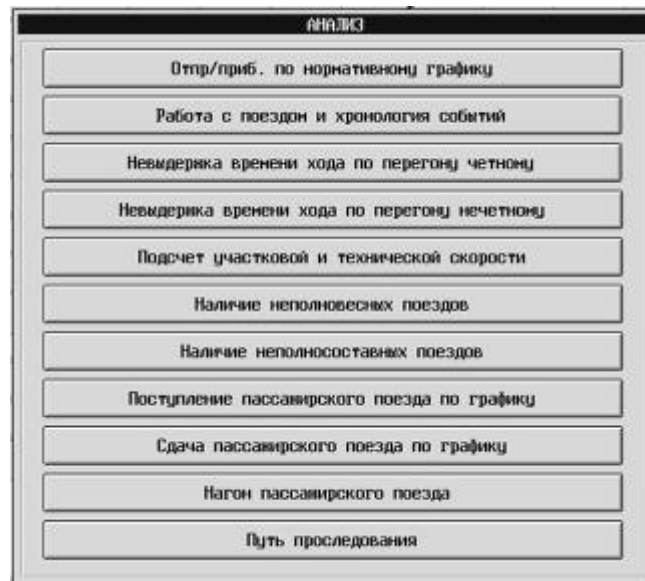 АНАЛИЗ
Отпр/приб. по нормативному графику
Работа с поездом и хронология событий
Невыдержка времени хода по перегону четному
Невыдержка времени хода по перегону нечетному
Подсчет участковой и технической скорости
Наличие неполновесных поездов
Наличие неполносоставных поездов
Поступление пассажирского поезда по графику
Сдача пассажирского поезда по графику
Нагон пассажирского поезда
Путь проследования